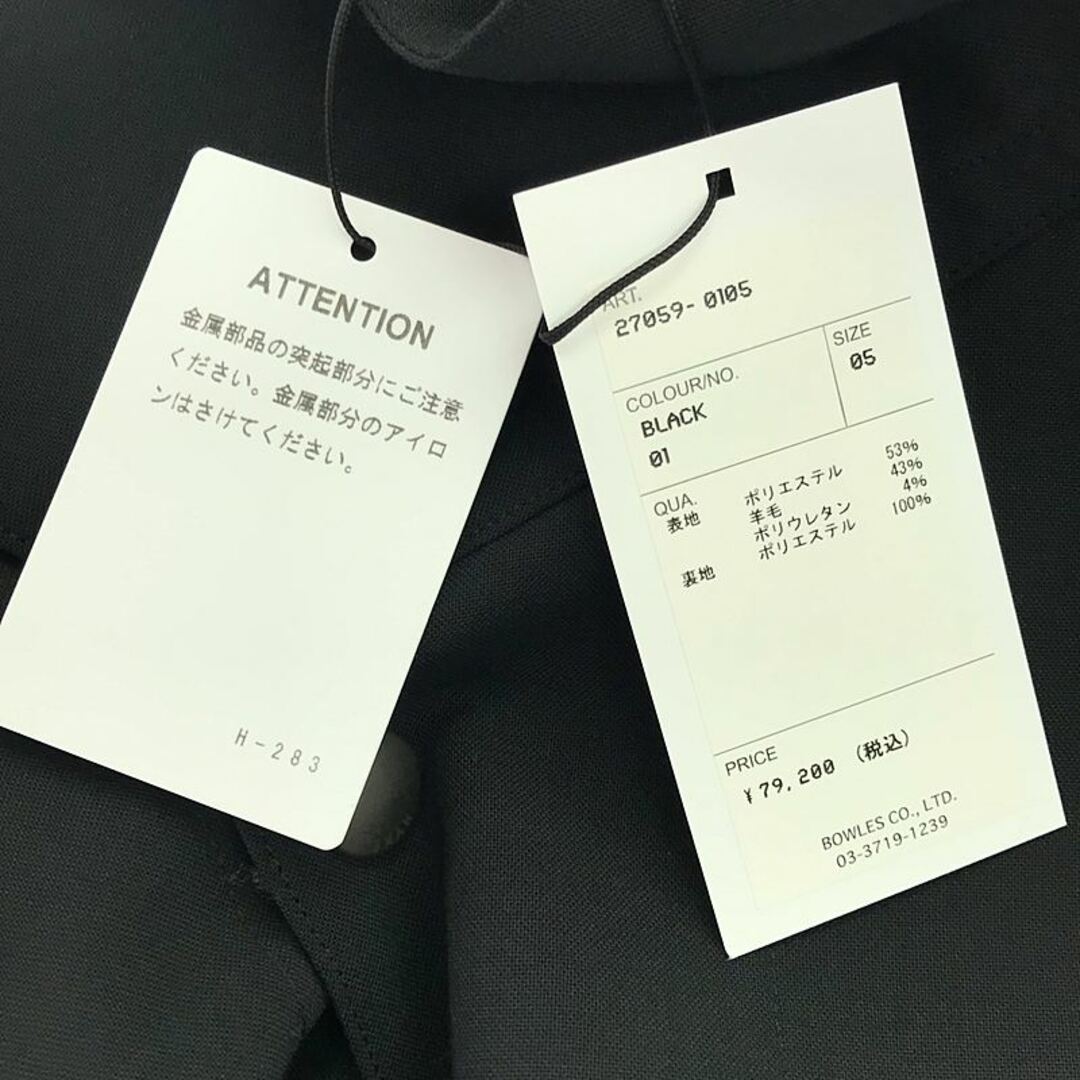 ATTENTION
金属部品の突起部分にご注意
ください。金属部分のアイロ
ンはさけてください。
H-283
ART.
27059-0105
COLOUR/NO.
BLACK
01
SIZE
05
QUA.
表地 ポリエステル 53%
羊毛 43%
ポリウレタン 4%
裏地 ポリエステル 100%
PRICE
¥79,200 (税込)
BOWLES CO., LTD.
03-3719-1239